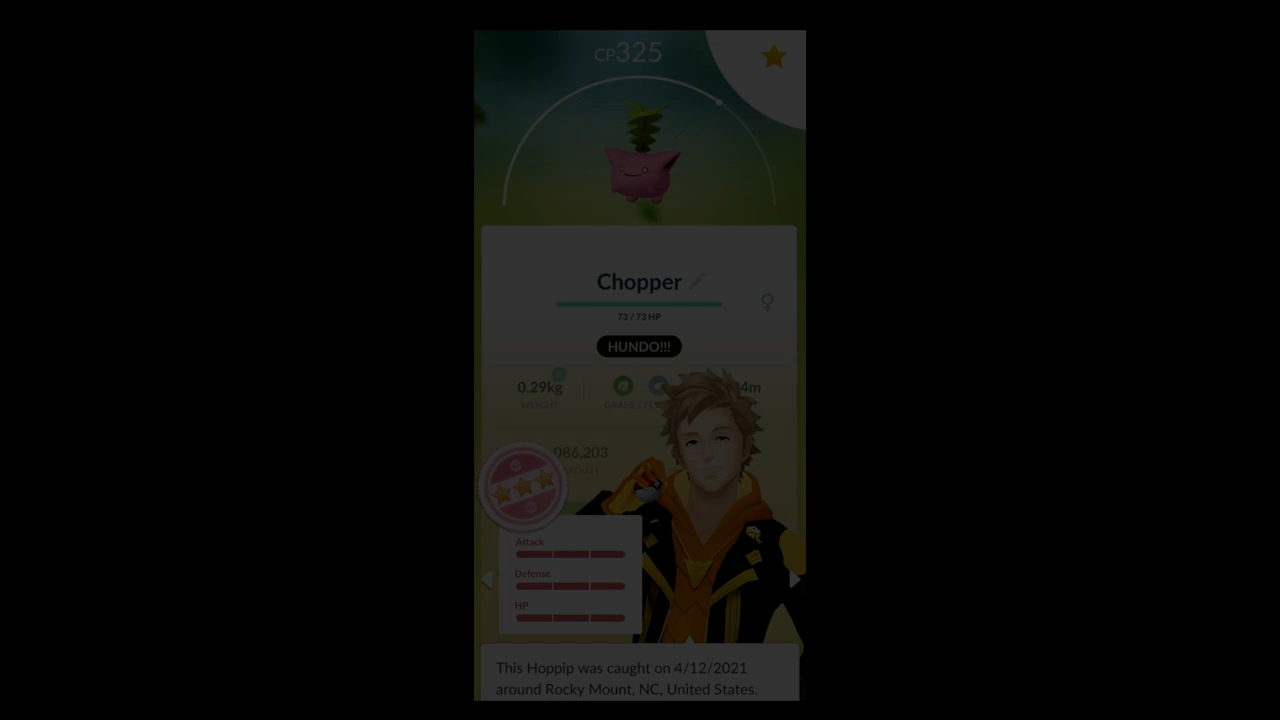 CP325
Chopper
73 / 73 HP
HUNDO!!!
0.29kg
WEIGHT
GRASS /
086,203
Attack
Defense
HP
This Hoppip was caught on 4/12/2021
around Rocky Mount, NC, United States.